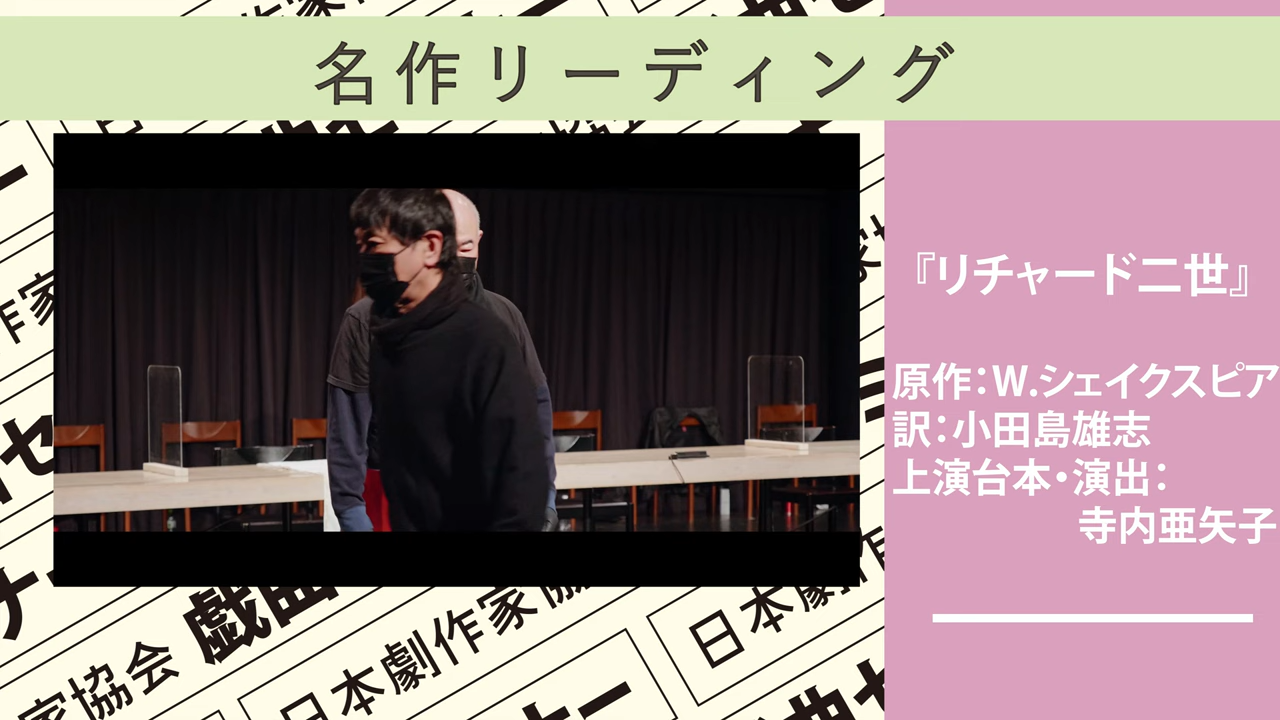 名作リーディング
『リチャード二世』
原作：W.シェイクスピア
訳：小田島雄志
上演台本・演出：
寺内亜矢子
作家
家協会 戯曲
日本劇作家協
日本劇作